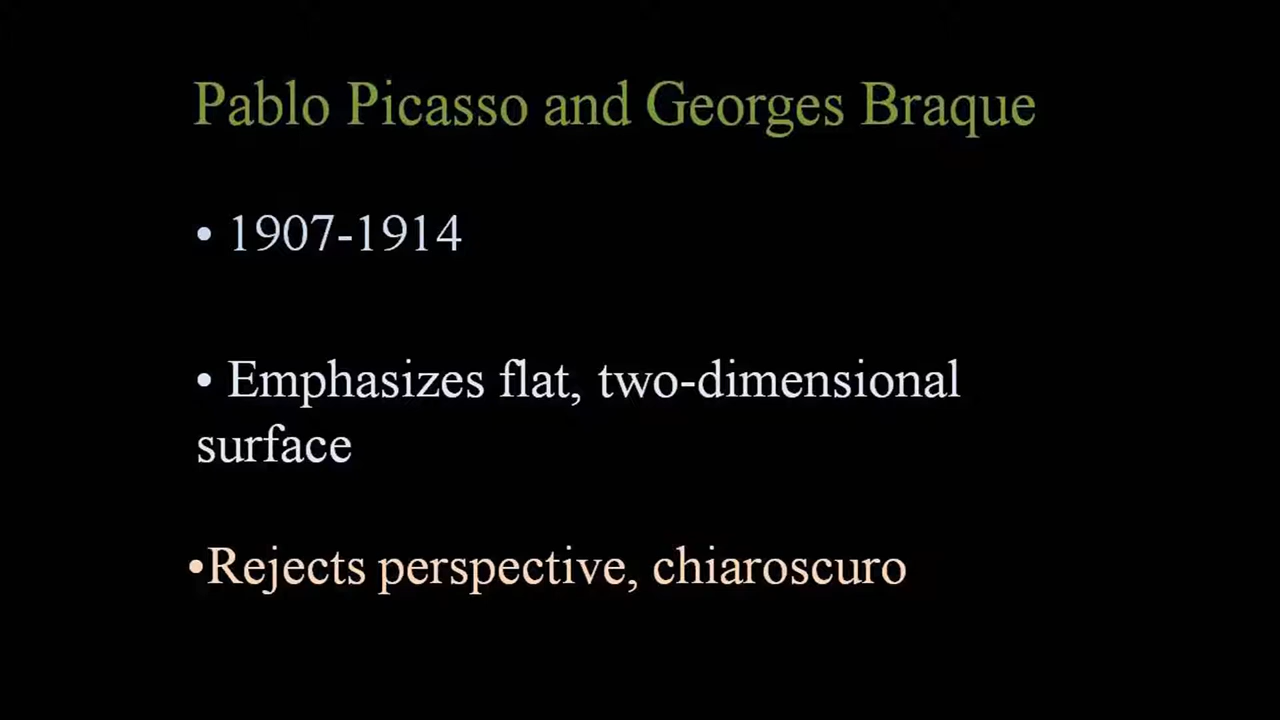 Pablo Picasso and Georges Braque
• 1907-1914
• Emphasizes flat, two-dimensional
surface
•Rejects perspective, chiaroscuro